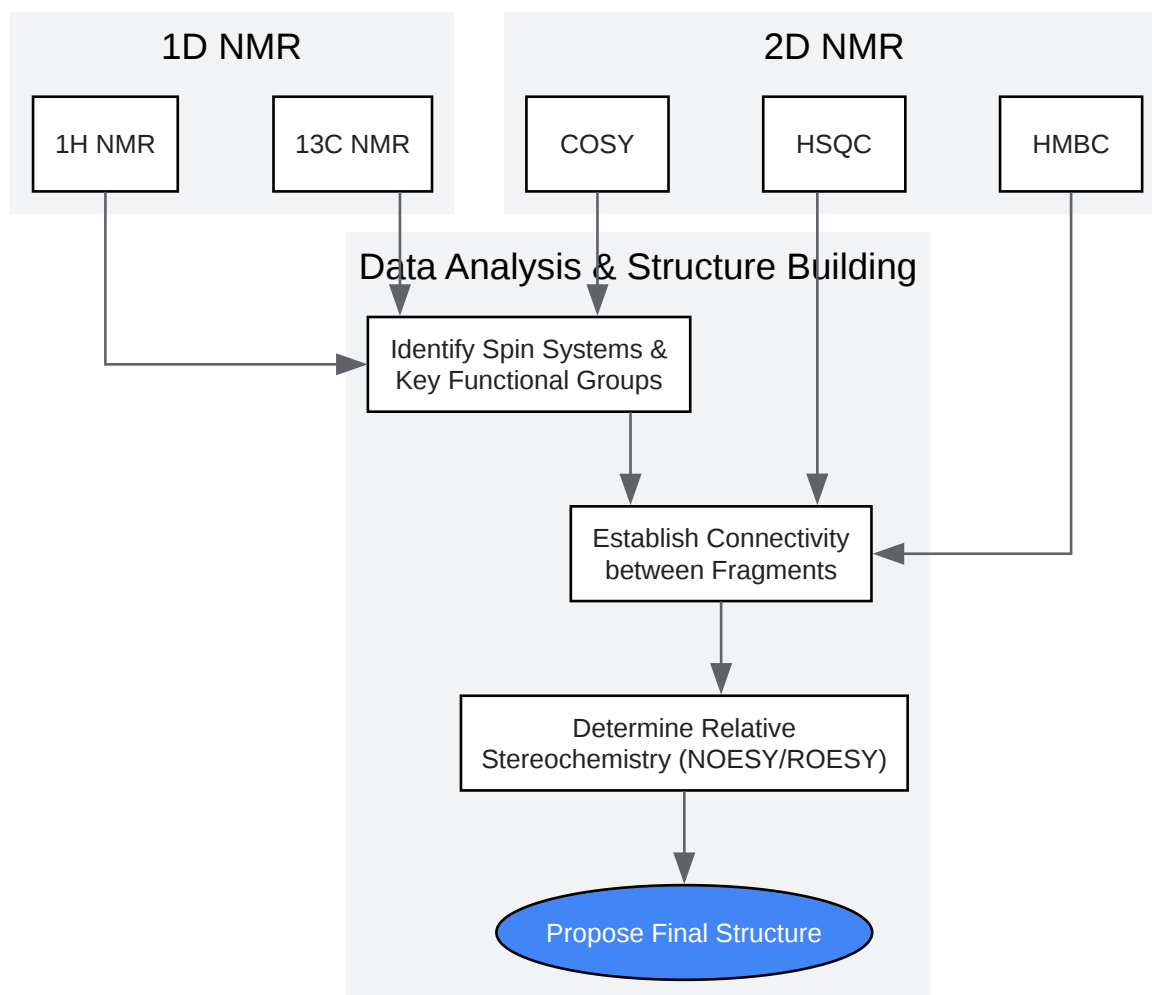 1D NMR
2D NMR
1H NMR
13C NMR
COSY
HSQC
HMBC
Data Analysis & Structure Building
Identify Spin Systems &
Key Functional Groups
Establish Connectivity
between Fragments
Determine Relative
Stereochemistry (NOESY/ROESY)
Propose Final Structure